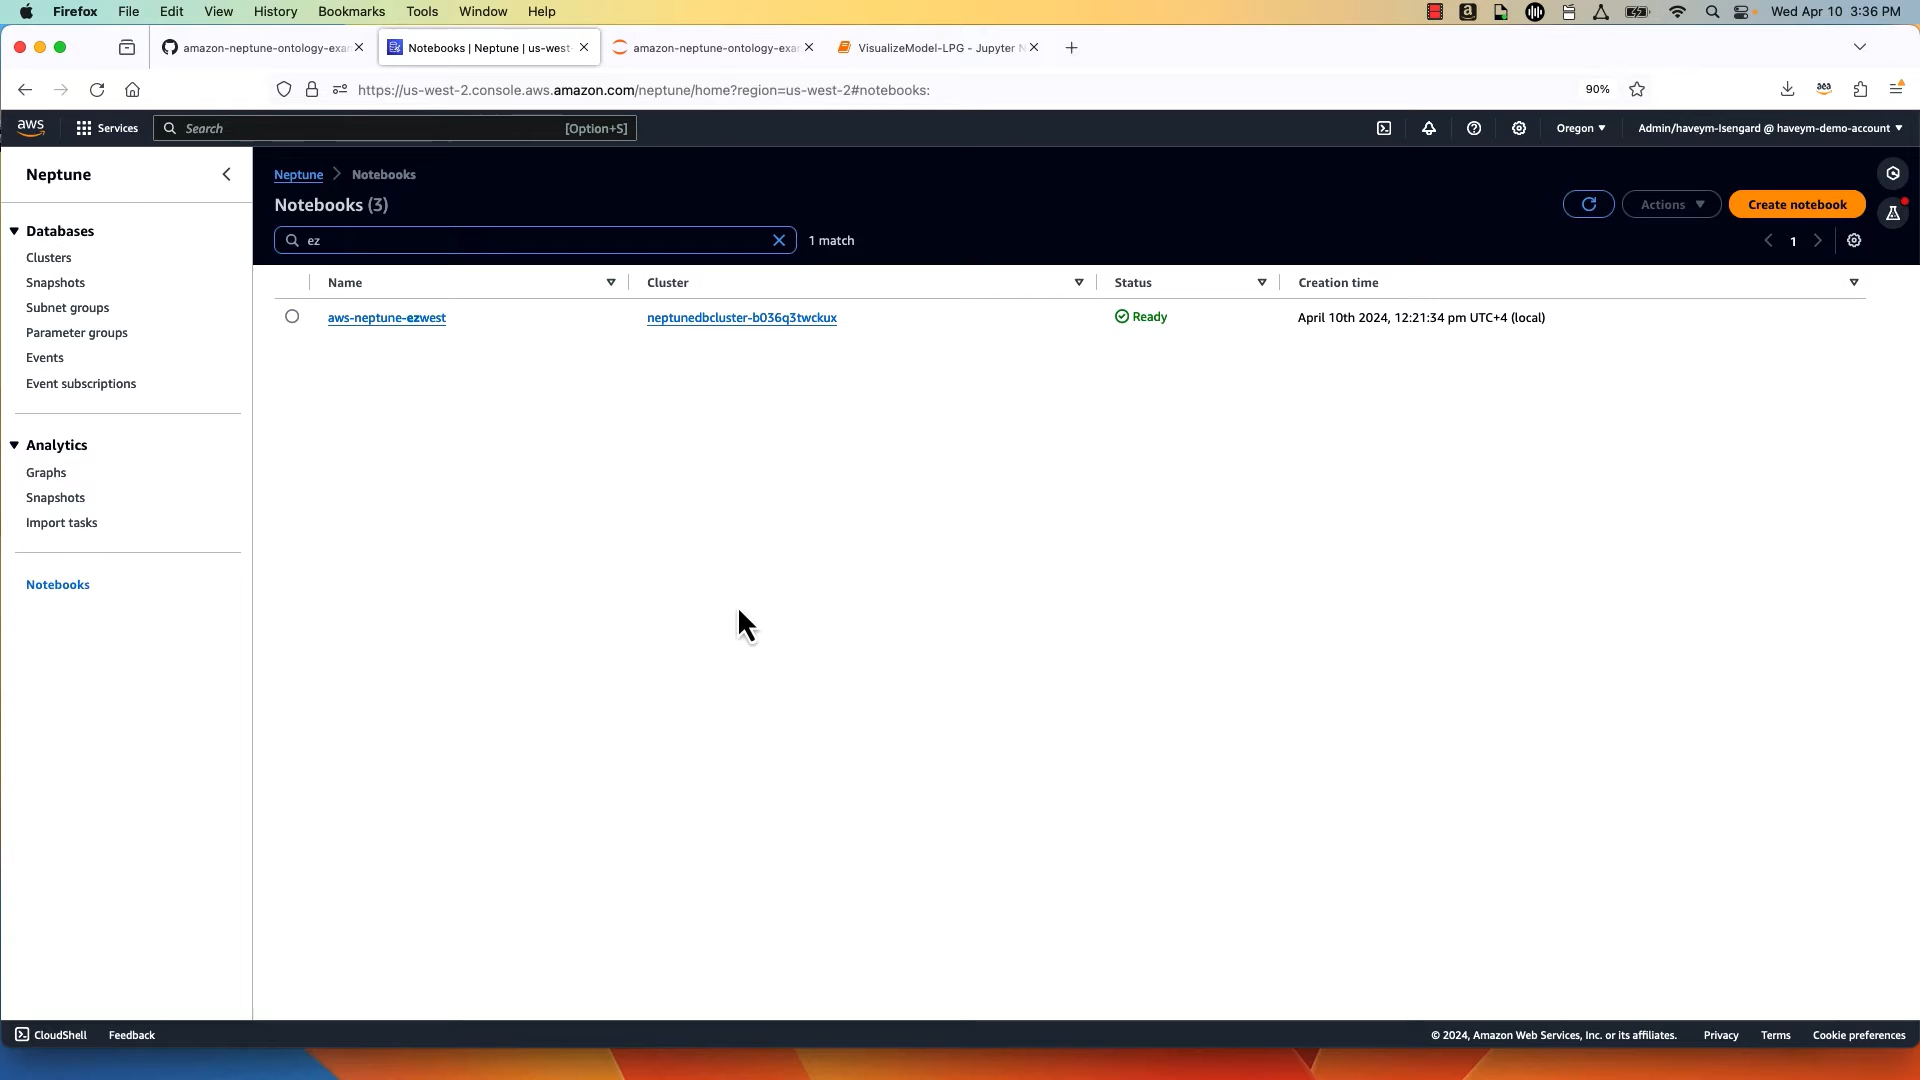 Firefox File Edit View History Bookmarks Tools Window Help Wed Apr 10 3:36 PM
amazon-neptune-ontology-exa Notebooks | Neptune | us-west- amazon-neptune-ontology-exa VisualizeModel-LPG - Jupyter N
https://us-west-2.console.aws.amazon.com/neptune/home?region=us-west-2#notebooks: 90% aea
aws Services Search [Option+S] Oregon Admin/haveym-Isengard @ haveym-demo-account
Neptune
Databases
Clusters
Snapshots
Subnet groups
Parameter groups
Events
Event subscriptions
Analytics
Graphs
Snapshots
Import tasks
Notebooks
Neptune Notebooks
Notebooks (3) Actions Create notebook
ez 1 match 1
Name Cluster Status Creation time
aws-neptune-ezwest neptunedbcluster-b036q3twckux Ready April 10th 2024, 12:21:34 pm UTC+4 (local)
CloudShell Feedback © 2024, Amazon Web Services, Inc. or its affiliates. Privacy Terms Cookie preferences